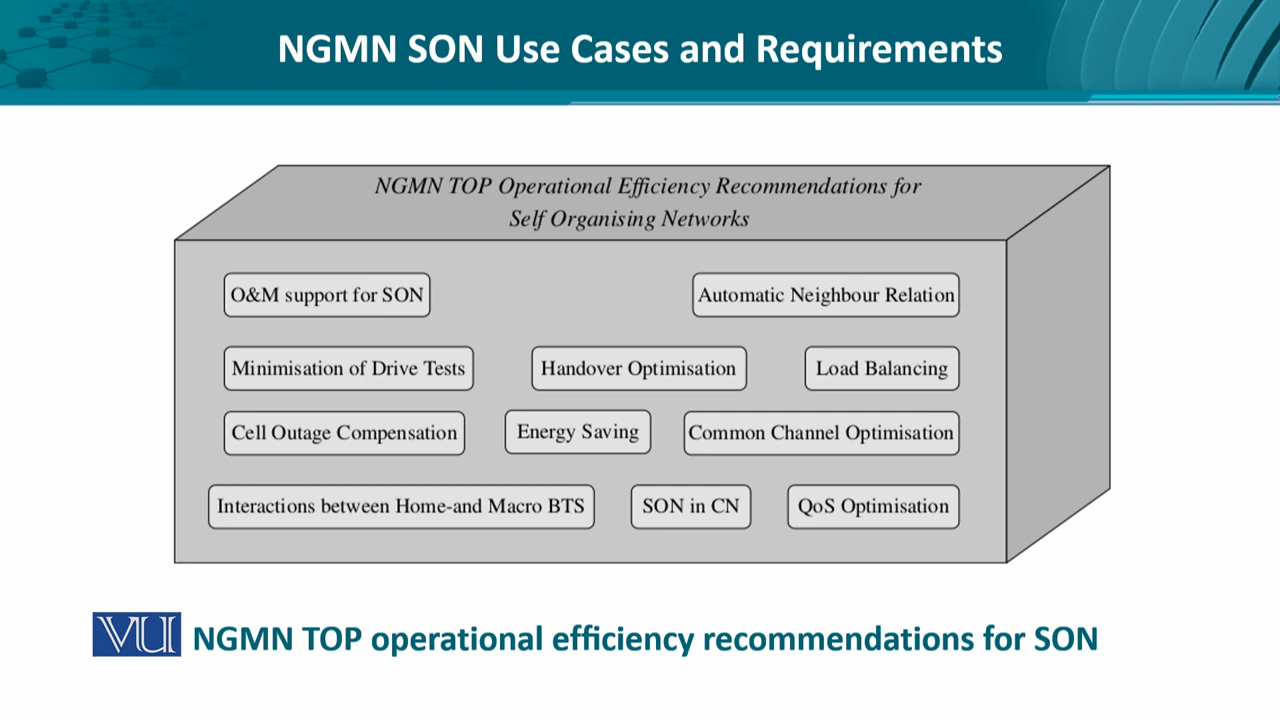 NGMN SON Use Cases and Requirements
NGMN TOP Operational Efficiency Recommendations for
Self Organising Networks
O&M support for SON
Automatic Neighbour Relation
Minimisation of Drive Tests
Handover Optimisation
Load Balancing
Cell Outage Compensation
Energy Saving
Common Channel Optimisation
Interactions between Home-and Macro BTS
SON in CN
QoS Optimisation
VU
NGMN TOP operational efficiency recommendations for SON